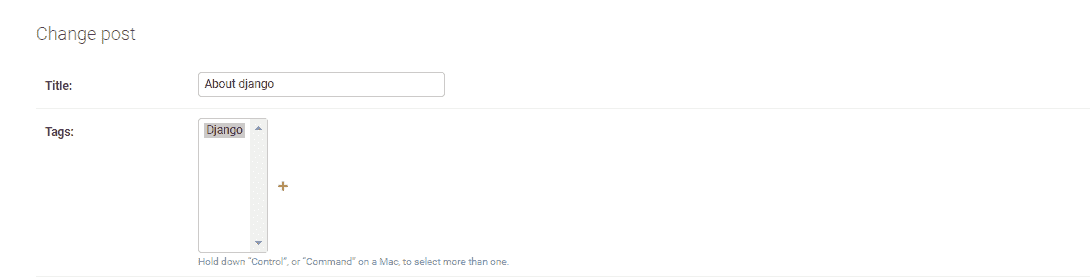 Change post
Title: About django
Tags: Django
+
Hold down “Control”, or “Command” on a Mac, to select more than one.